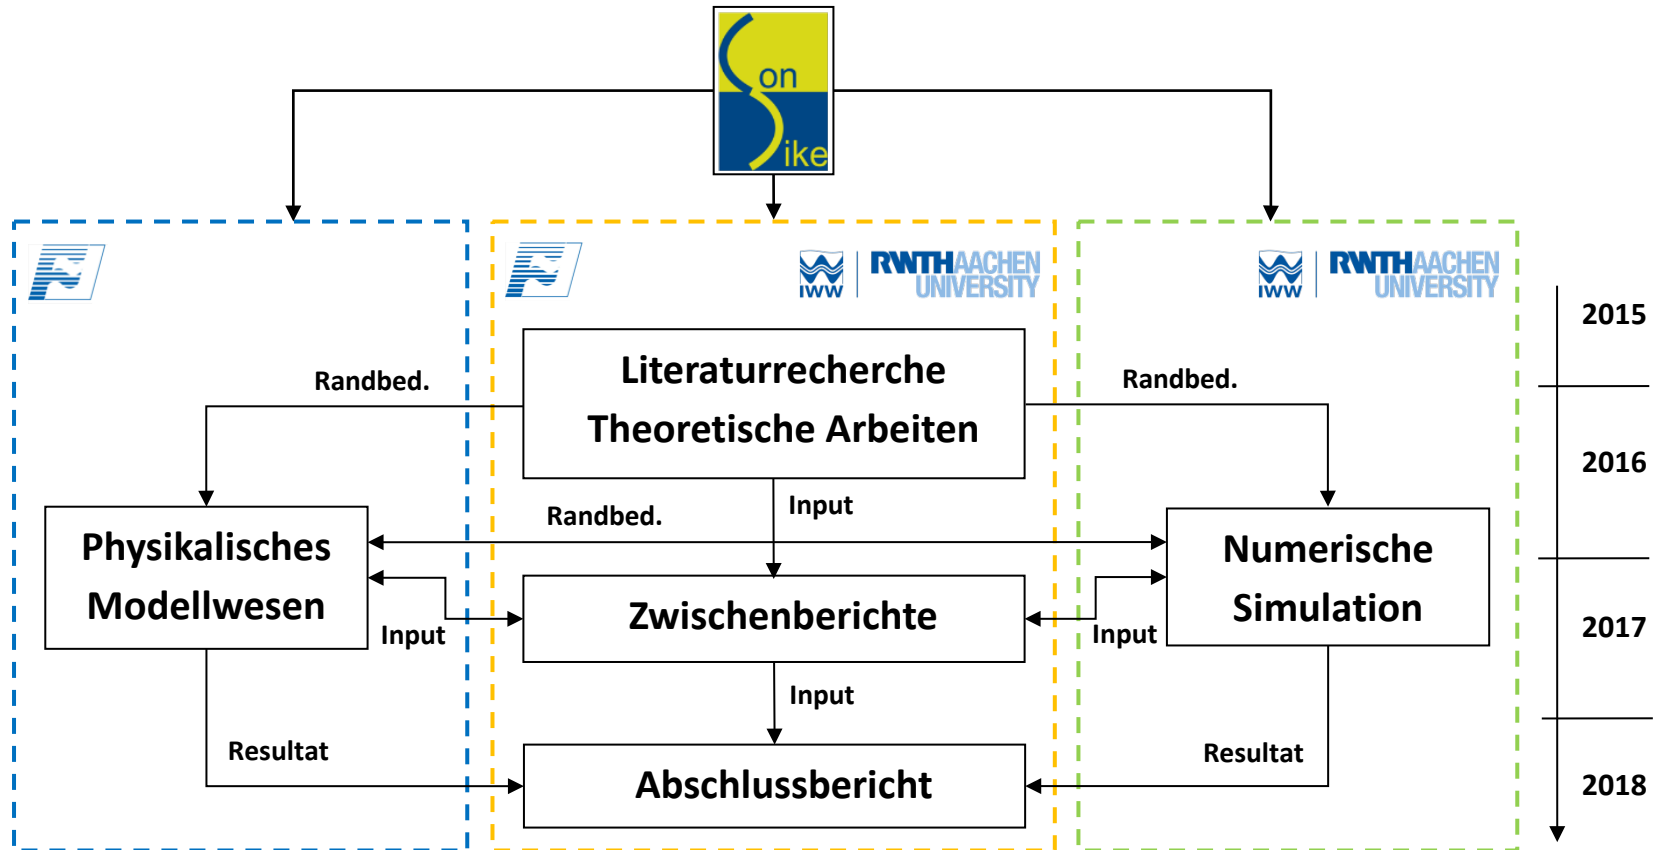 on
ike
IWW
RWTHAACHEN
UNIVERSITY
IWW
RWTHAACHEN
UNIVERSITY
2015
Literaturrecherche
Theoretische Arbeiten
Randbed.
Randbed.
2016
Input
Randbed.
Physikalisches
Modellwesen
Numerische
Simulation
Zwischenberichte
Input
Input
2017
Input
Resultat
Resultat
Abschlussbericht
2018